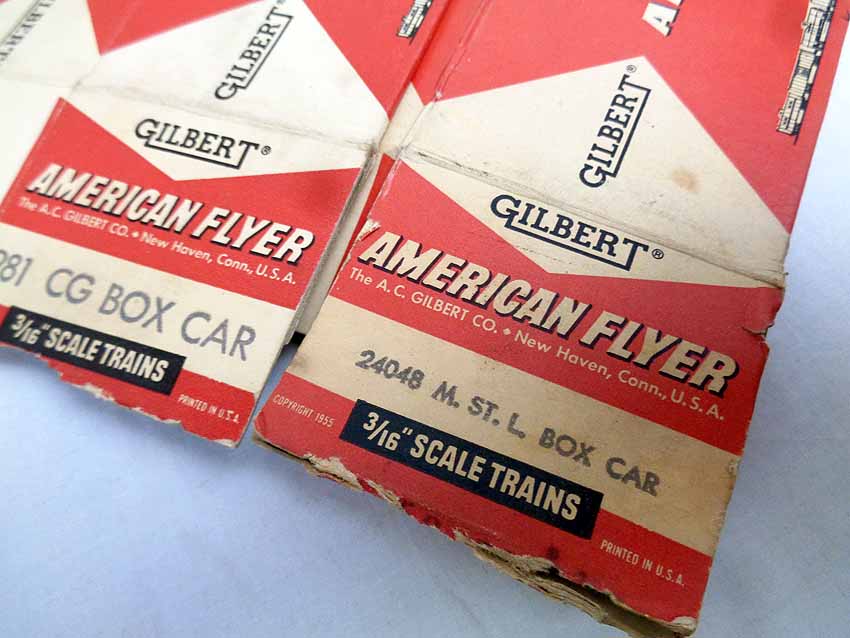 GILBERT®
GILBERT®
AMERICAN FLYER
The A.C. GILBERT CO. • New Haven, Conn., U.S.A.
981 CG BOX CAR
3/16" SCALE TRAINS
PRINTED IN U.S.A.
GILBERT®
GILBERT®
AMERICAN FLYER
The A.C. GILBERT CO. • New Haven, Conn., U.S.A.
24048 M. ST. L. BOX CAR
COPYRIGHT 1955
3/16" SCALE TRAINS
PRINTED IN U.S.A.